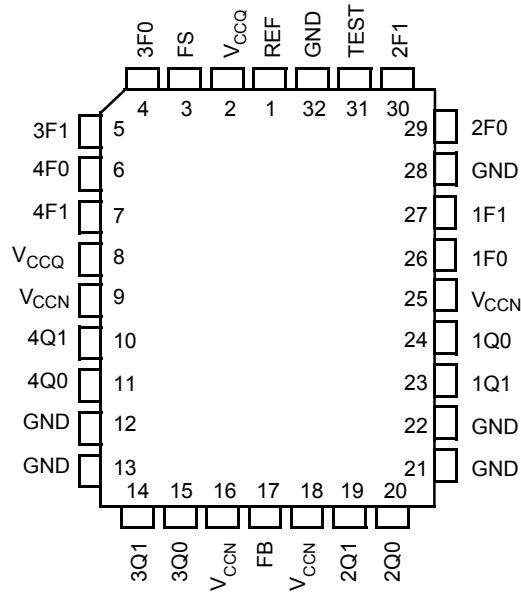 3F0 FS VCCQ REF GND TEST 2F1
4 3 2 1 32 31 30
3F1 5 29 2F0
4F0 6 28 GND
4F1 7 27 1F1
VCCQ 8 26 1F0
VCCN 9 25 VCCN
4Q1 10 24 1Q0
4Q0 11 23 1Q1
GND 12 22 GND
GND 13 21 GND
14 15 16 17 18 19 20
3Q1 3Q0 VCCN FB VCCN 2Q1 2Q0